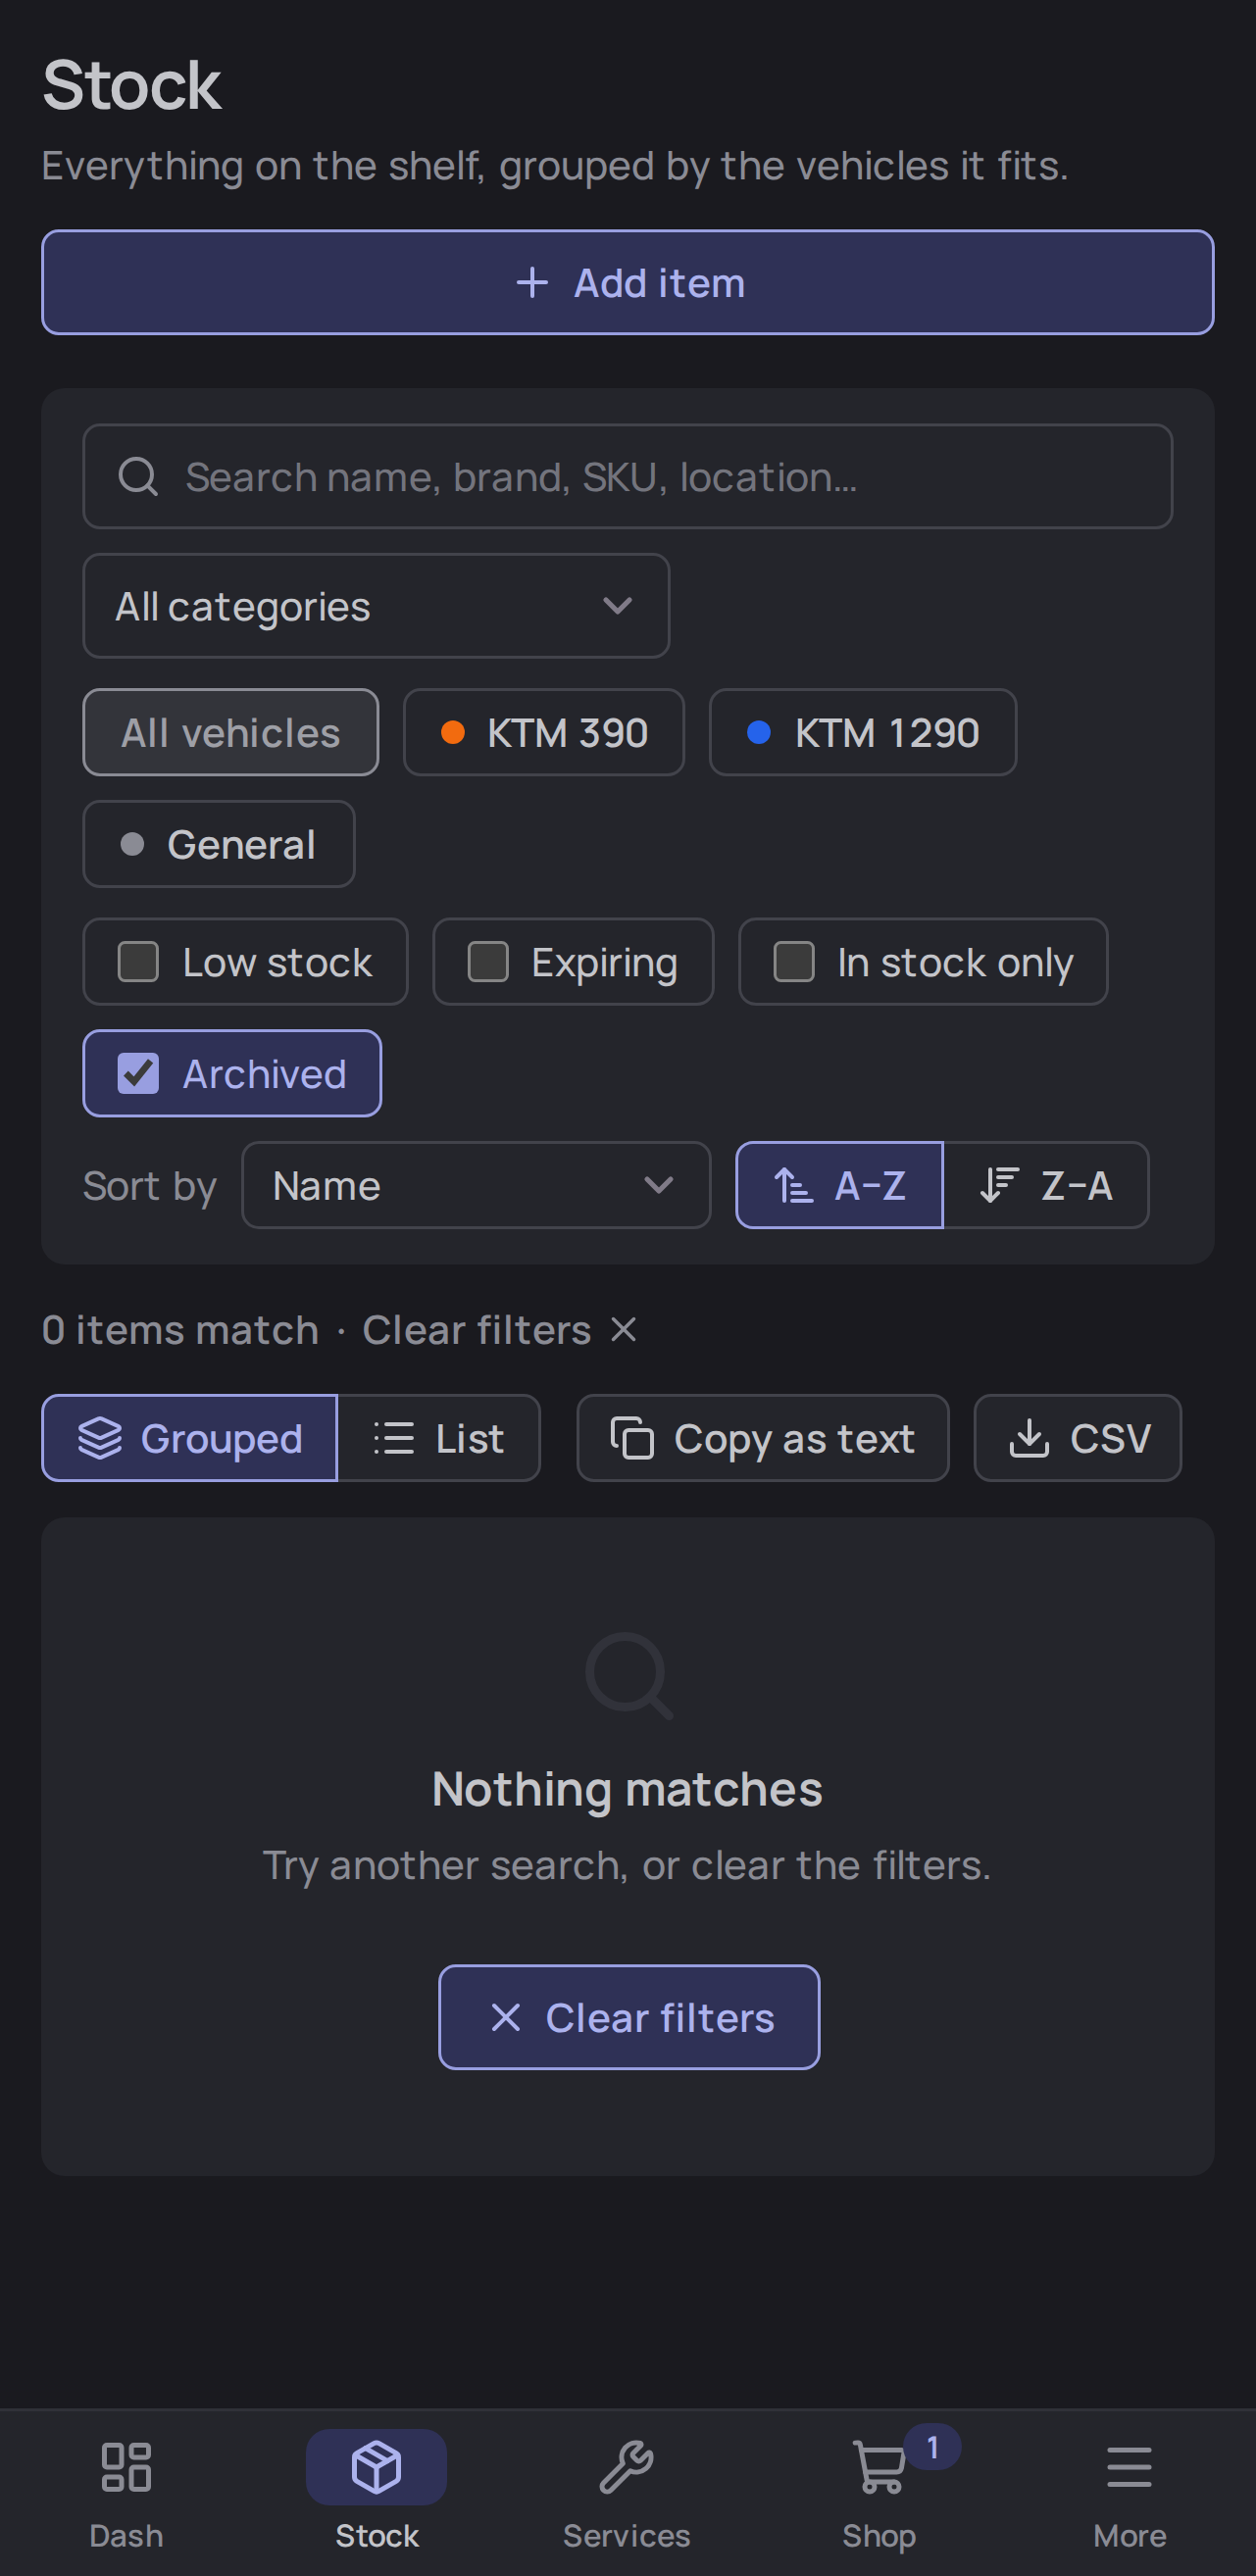 Stock
Everything on the shelf, grouped by the vehicles it fits.
Add item
Search name, brand, SKU, location...
All categories
All vehicles KTM 390 KTM 1290
General
Low stock Expiring In stock only
Archived
Sort by Name A–Z Z–A
0 items match · Clear filters
Grouped List Copy as text CSV
Nothing matches
Try another search, or clear the filters.
Clear filters
1
Dash Stock Services Shop More